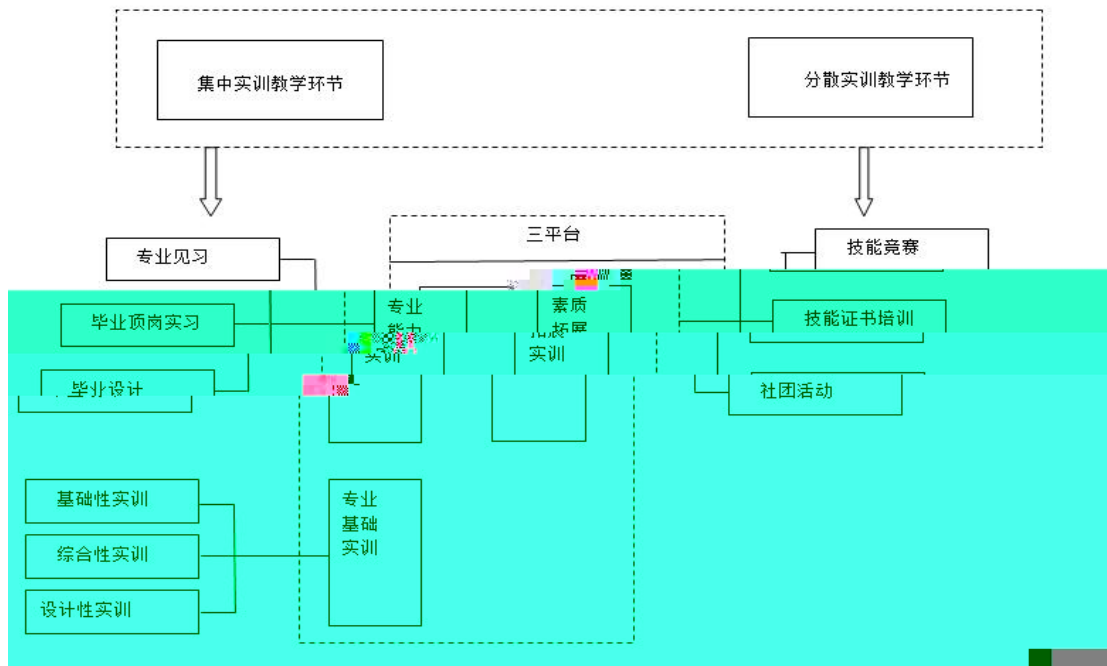 集中实训教学环节
分散实训教学环节
三平台
专业见习
技能竞赛
毕业顶岗实习
专业
能力
实训
素质
拓展
实训
技能证书培训
毕业设计
社团活动
基础性实训
综合性实训
设计性实训
专业
基础
实训